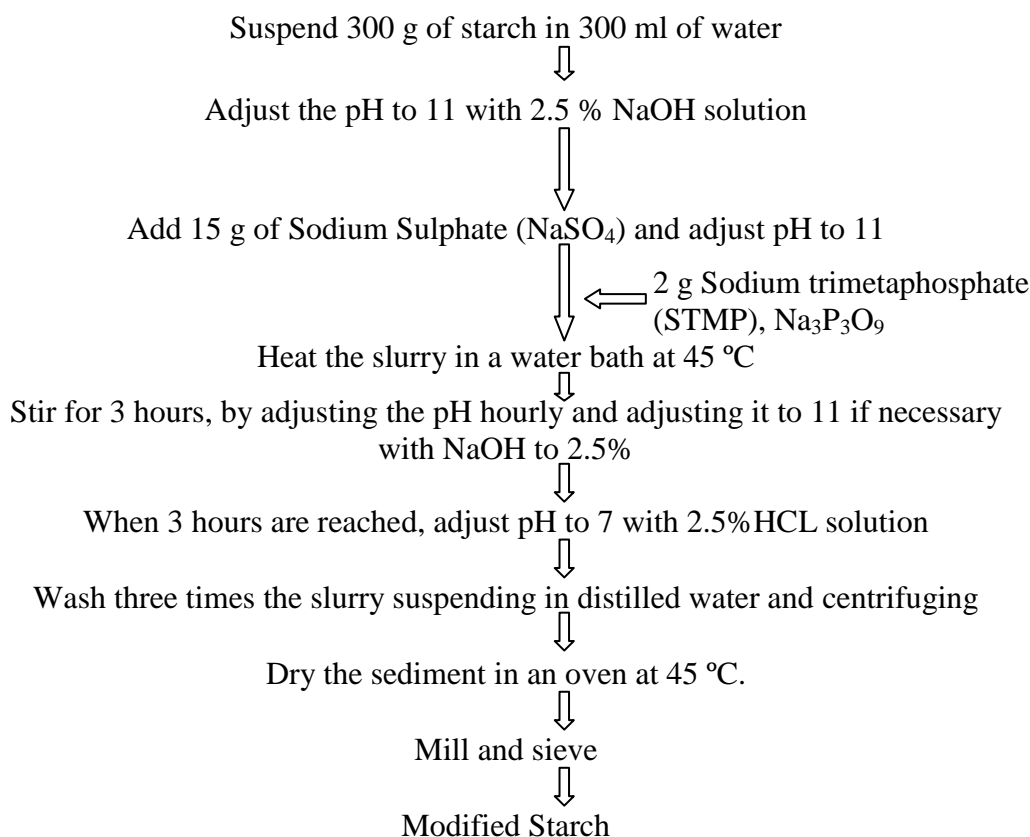 Suspend 300 g of starch in 300 ml of water
Adjust the pH to 11 with 2.5 % NaOH solution
Add 15 g of Sodium Sulphate (NaSO₄) and adjust pH to 11
2 g Sodium trimetaphosphate
(STMP), Na₃P₃O₉
Heat the slurry in a water bath at 45 ºC
Stir for 3 hours, by adjusting the pH hourly and adjusting it to 11 if necessary
with NaOH to 2.5%
When 3 hours are reached, adjust pH to 7 with 2.5%HCL solution
Wash three times the slurry suspending in distilled water and centrifuging
Dry the sediment in an oven at 45 ºC.
Mill and sieve
Modified Starch